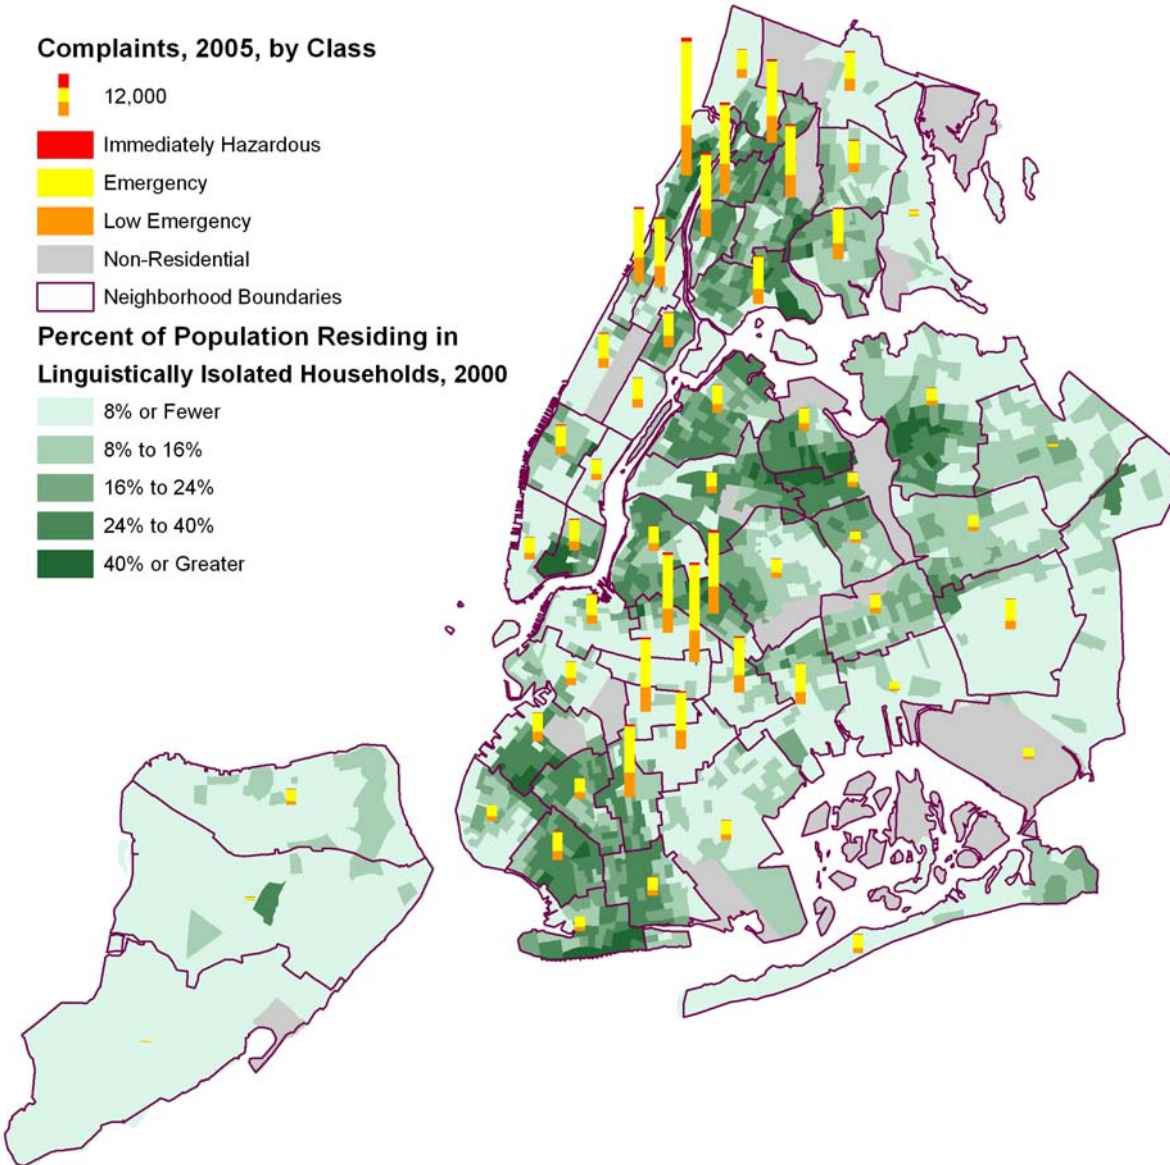 Complaints, 2005, by Class
12,000
Immediately Hazardous
Emergency
Low Emergency
Non-Residential
Neighborhood Boundaries
Percent of Population Residing in
Linguistically Isolated Households, 2000
8% or Fewer
8% to 16%
16% to 24%
24% to 40%
40% or Greater